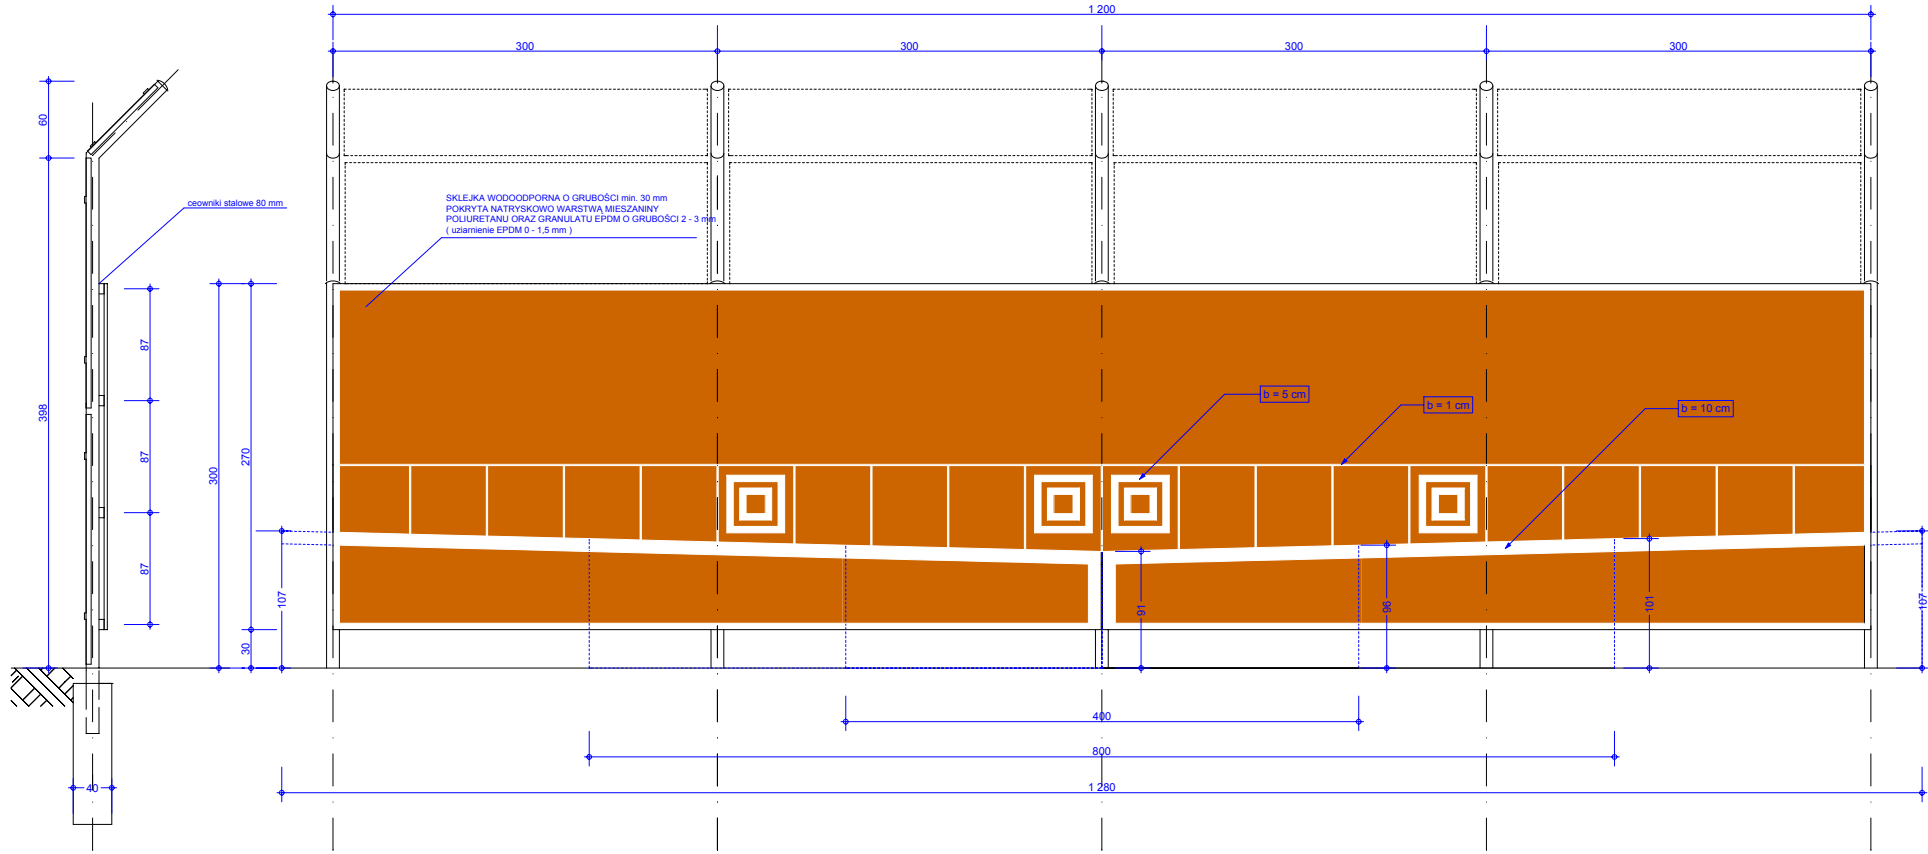 1 200
300
300
300
300
60
ceowniki stalowe 80 mm
SKLEJKA WODOODPORNA O GRUBOŚCI min. 30 mm
POKRYTA NATRYSKOWO WARSTWĄ MIESZANINY
POLIURETANU ORAZ GRANULATU EPDM O GRUBOŚCI 2 - 3 mm
( uziarnienie EPDM 0 - 1,5 mm )
87
398
87
300
270
b = 5 cm
b = 1 cm
b = 10 cm
87
107
30
91
96
101
107
400
800
40
1 280